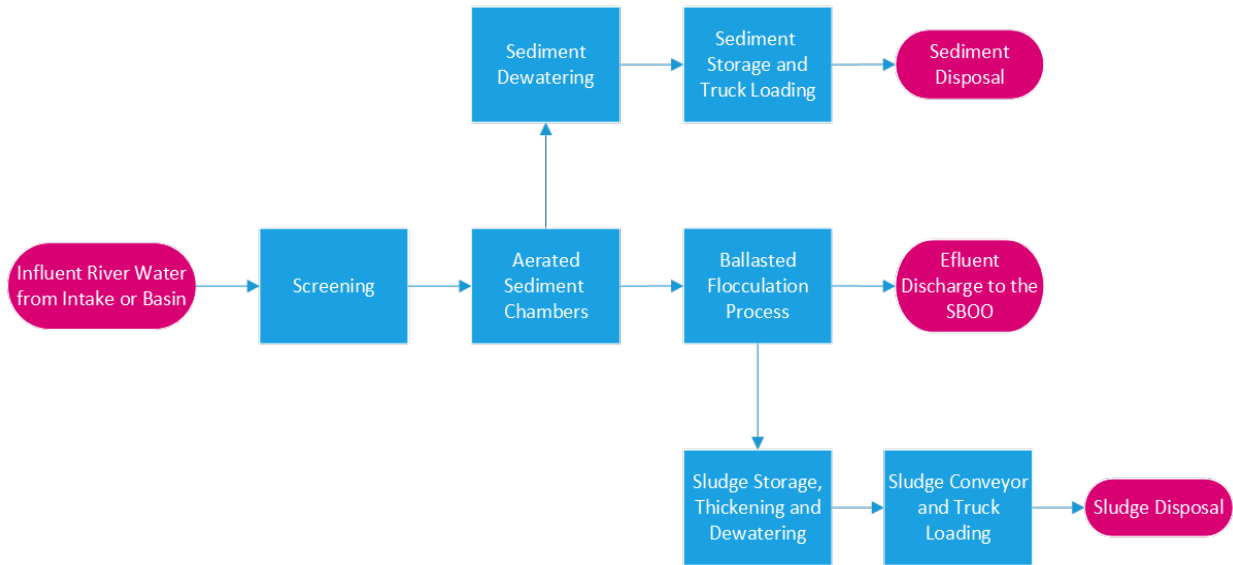 Sediment
Dewatering
Sediment
Storage and
Truck Loading
Sediment
Disposal
Influent River Water
from Intake or Basin
Screening
Aerated
Sediment
Chambers
Ballasted
Flocculation
Process
Efluent
Discharge to the
SBOO
Sludge Storage,
Thickening and
Dewatering
Sludge Conveyor
and Truck
Loading
Sludge Disposal